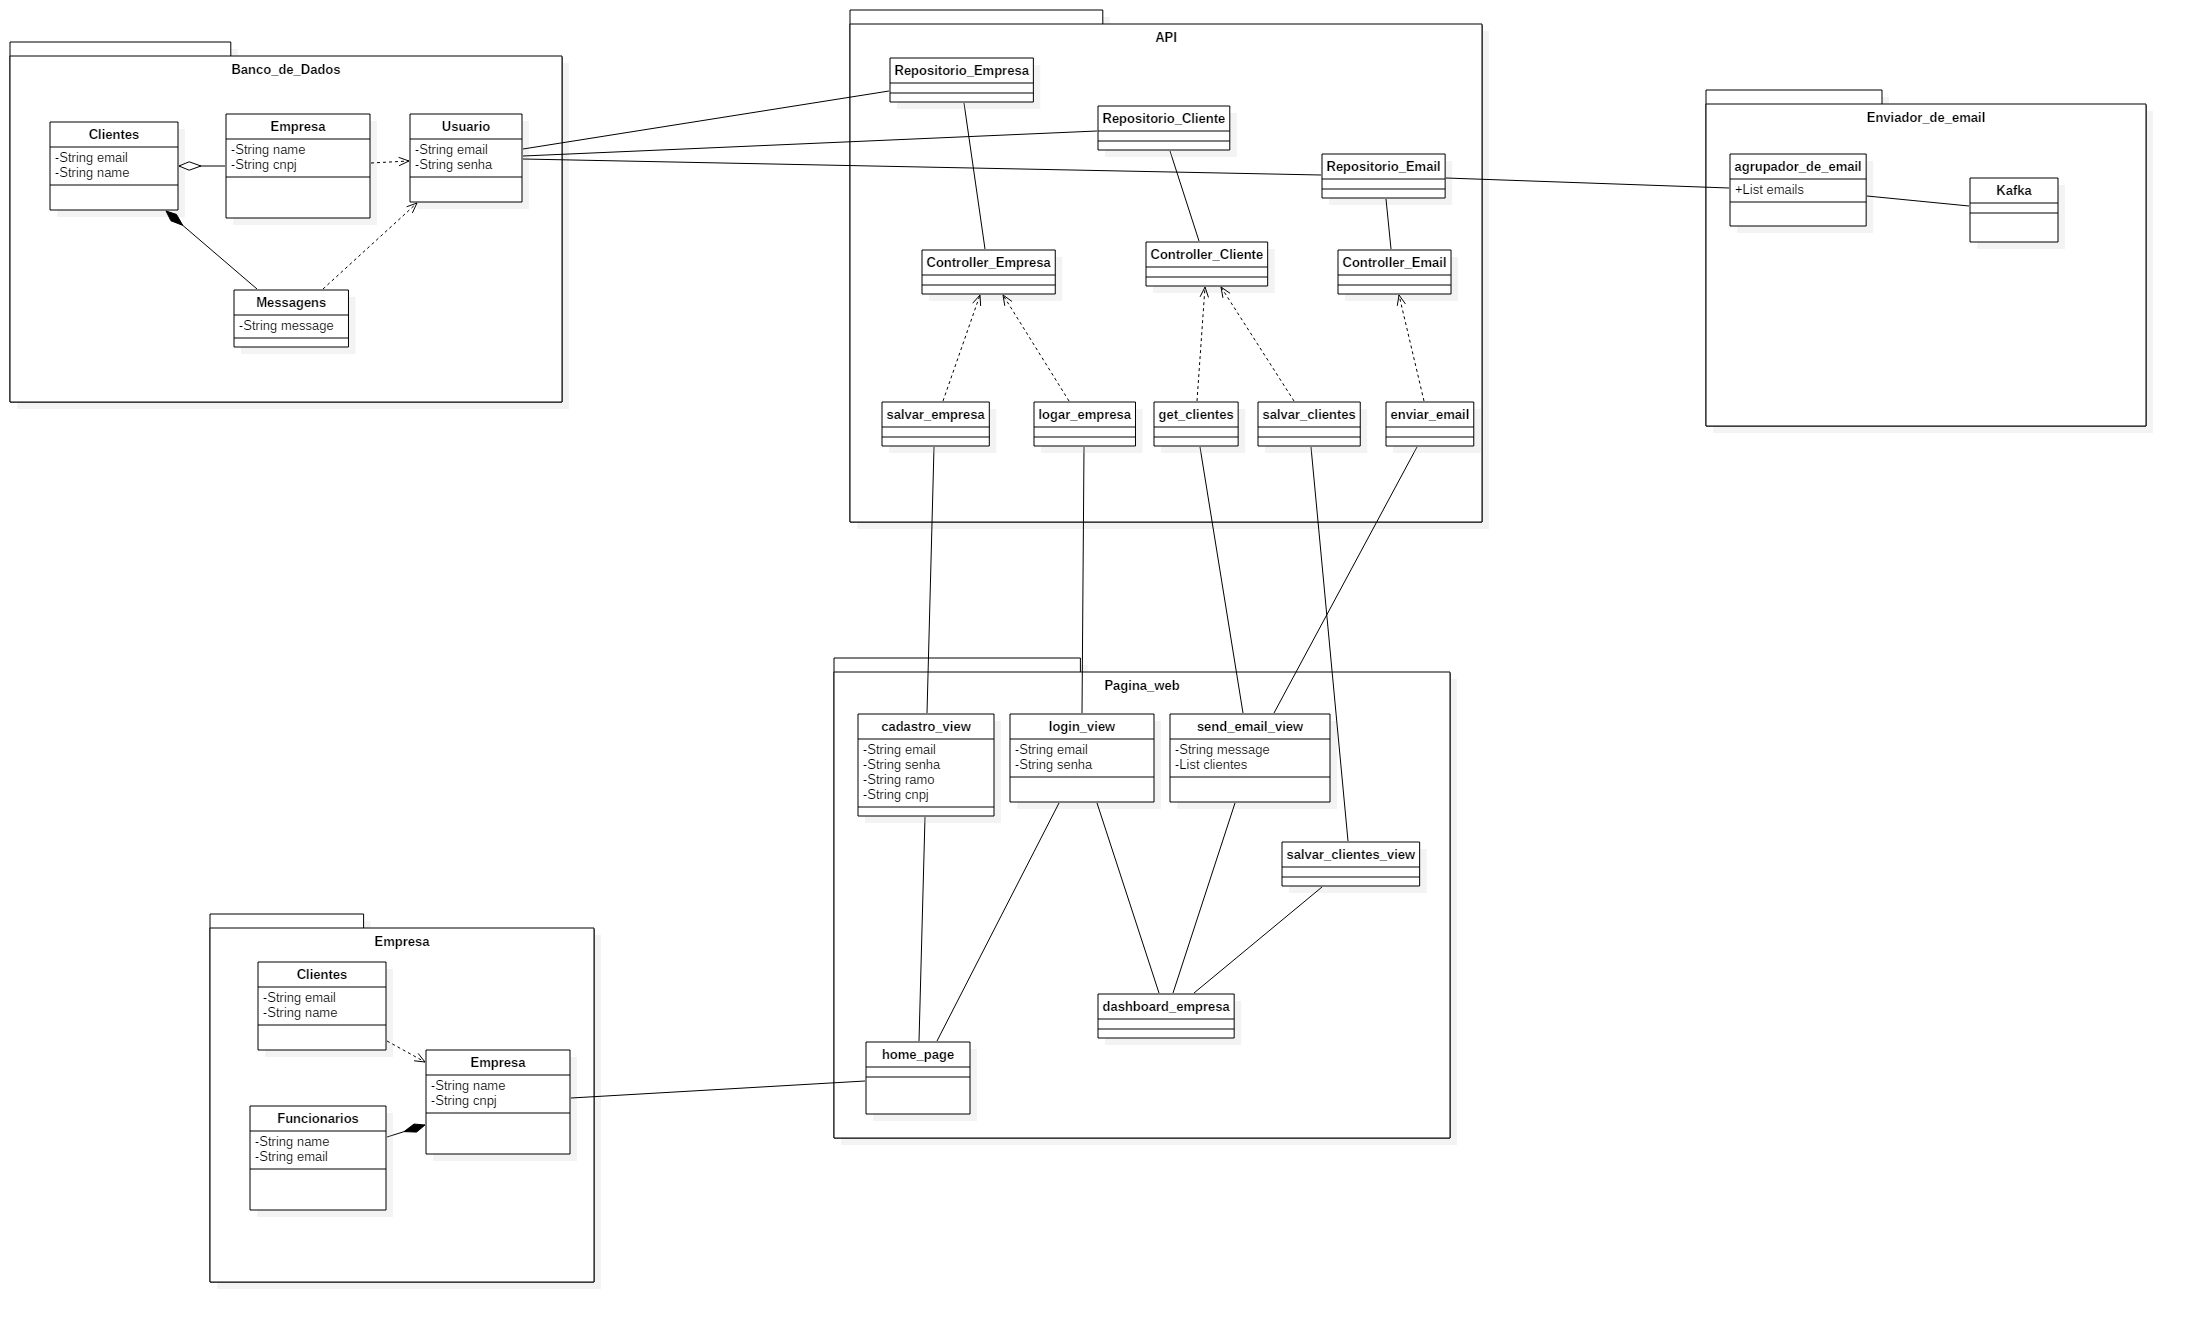 Banco_de_Dados
Clientes
-String email
-String name
Empresa
-String name
-String cnpj
Usuario
-String email
-String senha
Messagens
-String message
API
Repositorio_Empresa
Repositorio_Cliente
Repositorio_Email
Controller_Empresa
Controller_Cliente
Controller_Email
salvar_empresa
logar_empresa
get_clientes
salvar_clientes
enviar_email
Enviador_de_email
agrupador_de_email
+List emails
Kafka
Pagina_web
cadastro_view
-String email
-String senha
-String ramo
-String cnpj
login_view
-String email
-String senha
send_email_view
-String message
-List clientes
salvar_clientes_view
dashboard_empresa
home_page
Empresa
Clientes
-String email
-String name
Empresa
-String name
-String cnpj
Funcionarios
-String name
-String email